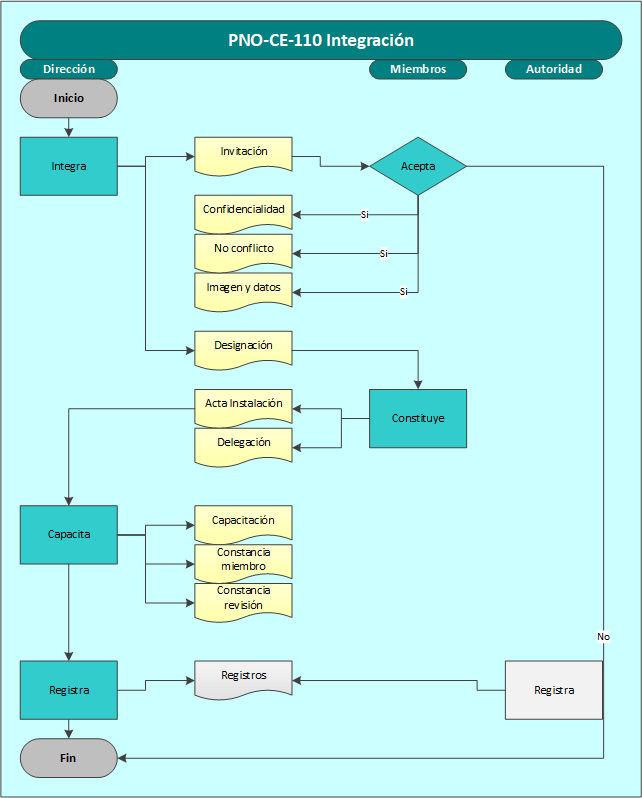 PNO-CE-110 Integración
Dirección
Miembros
Autoridad
Inicio
Integra
Invitación
Acepta
Confidencialidad
Si
No conflicto
Si
Imagen y datos
Si
Designación
Acta Instalación
Constituye
Delegación
Capacita
Capacitación
Constancia
miembro
Constancia
revisión
No
Registra
Registros
Registra
Fin